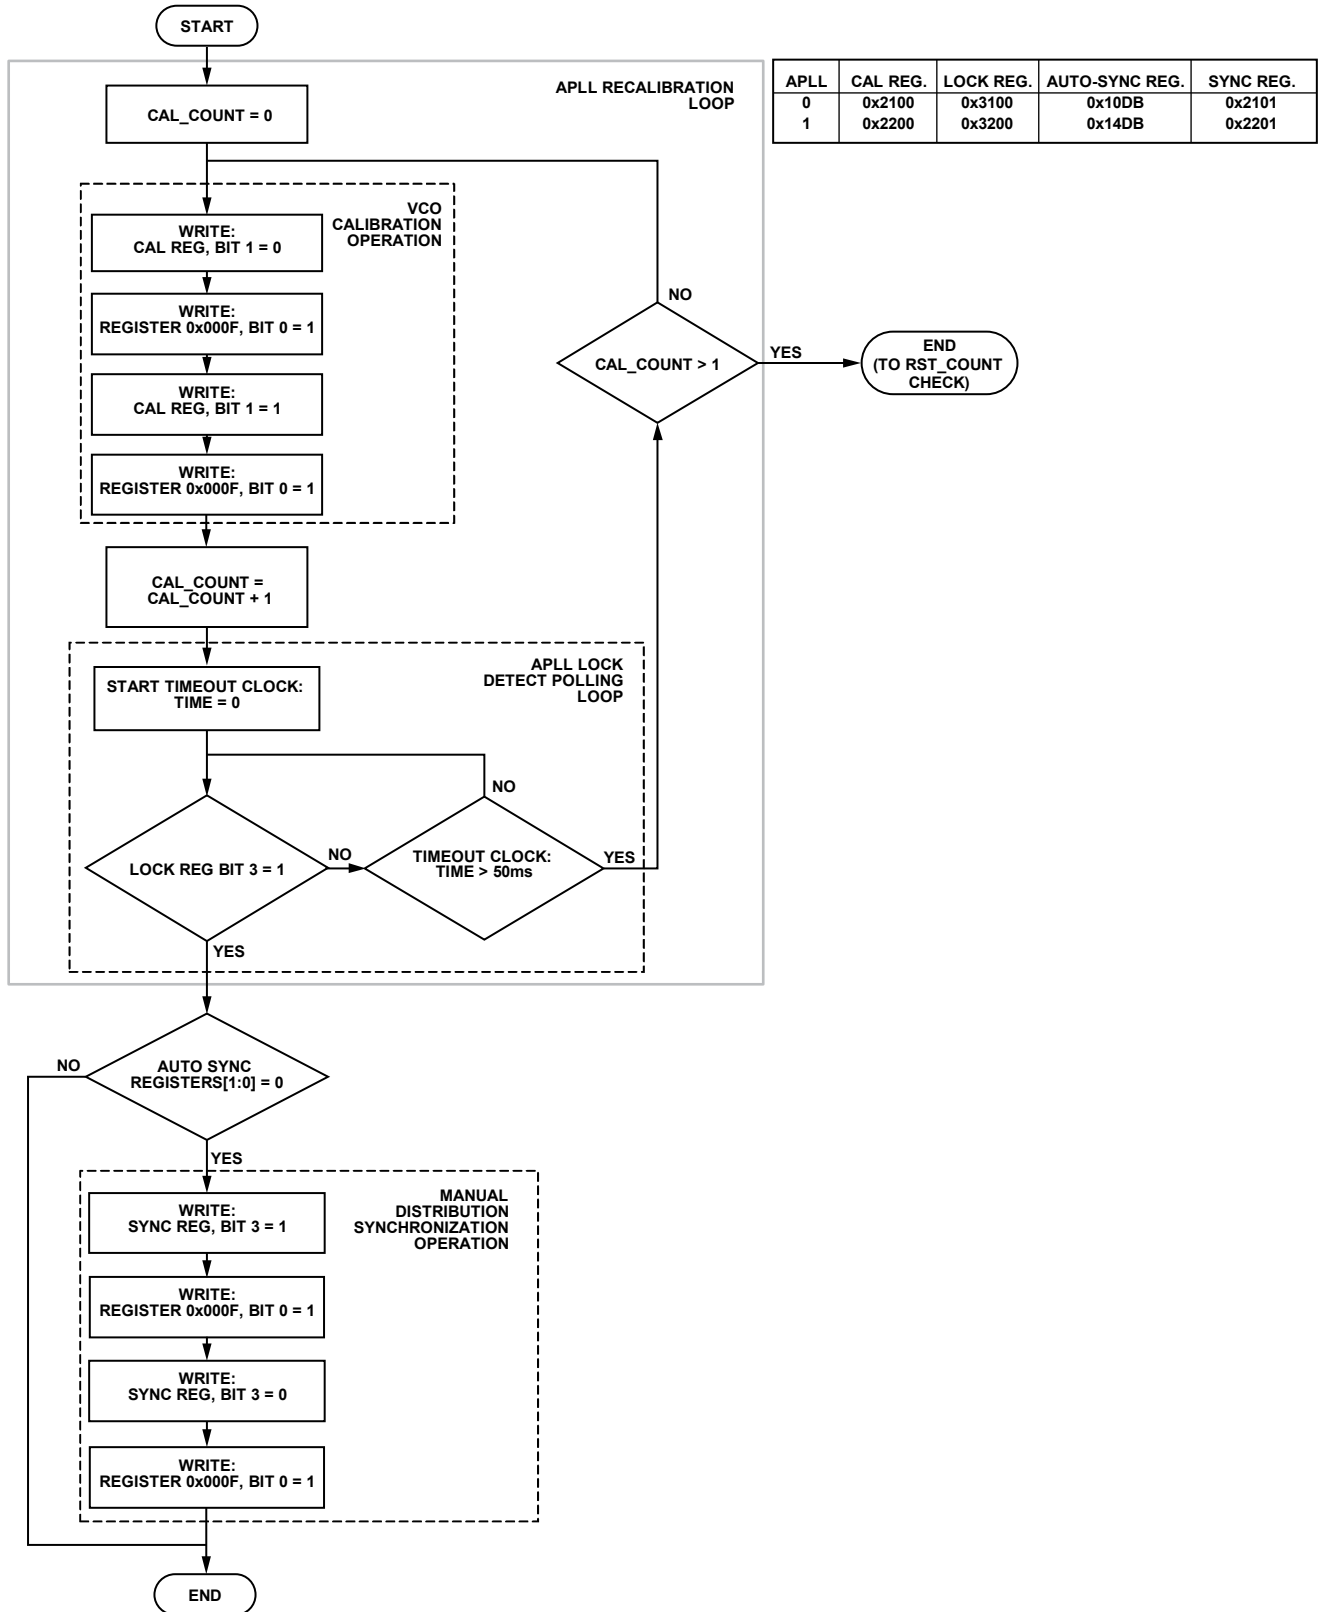 START
APLL RECALIBRATION
LOOP
APLL CAL REG. LOCK REG. AUTO-SYNC REG. SYNC REG.
0 0x2100 0x3100 0x10DB 0x2101
1 0x2200 0x3200 0x14DB 0x2201
CAL_COUNT = 0
VCO
CALIBRATION
OPERATION
WRITE:
CAL REG, BIT 1 = 0
WRITE:
REGISTER 0x000F, BIT 0 = 1
WRITE:
CAL REG, BIT 1 = 1
WRITE:
REGISTER 0x000F, BIT 0 = 1
NO
CAL_COUNT > 1
YES
END
(TO RST_COUNT
CHECK)
CAL_COUNT =
CAL_COUNT + 1
APLL LOCK
DETECT POLLING
LOOP
START TIMEOUT CLOCK:
TIME = 0
NO
LOCK REG BIT 3 = 1
NO
TIMEOUT CLOCK:
TIME > 50ms
YES
YES
NO
AUTO SYNC
REGISTERS[1:0] = 0
YES
MANUAL
DISTRIBUTION
SYNCHRONIZATION
OPERATION
WRITE:
SYNC REG, BIT 3 = 1
WRITE:
REGISTER 0x000F, BIT 0 = 1
WRITE:
SYNC REG, BIT 3 = 0
WRITE:
REGISTER 0x000F, BIT 0 = 1
END